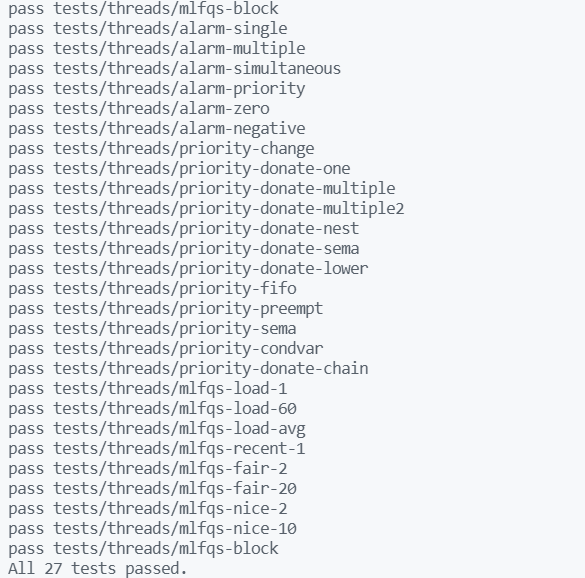 pass tests/threads/mlfqs-block
pass tests/threads/alarm-single
pass tests/threads/alarm-multiple
pass tests/threads/alarm-simultaneous
pass tests/threads/alarm-priority
pass tests/threads/alarm-zero
pass tests/threads/alarm-negative
pass tests/threads/priority-change
pass tests/threads/priority-donate-one
pass tests/threads/priority-donate-multiple
pass tests/threads/priority-donate-multiple2
pass tests/threads/priority-donate-nest
pass tests/threads/priority-donate-sema
pass tests/threads/priority-donate-lower
pass tests/threads/priority-fifo
pass tests/threads/priority-preempt
pass tests/threads/priority-sema
pass tests/threads/priority-condvar
pass tests/threads/priority-donate-chain
pass tests/threads/mlfqs-load-1
pass tests/threads/mlfqs-load-60
pass tests/threads/mlfqs-load-avg
pass tests/threads/mlfqs-recent-1
pass tests/threads/mlfqs-fair-2
pass tests/threads/mlfqs-fair-20
pass tests/threads/mlfqs-nice-2
pass tests/threads/mlfqs-nice-10
pass tests/threads/mlfqs-block
All 27 tests passed.